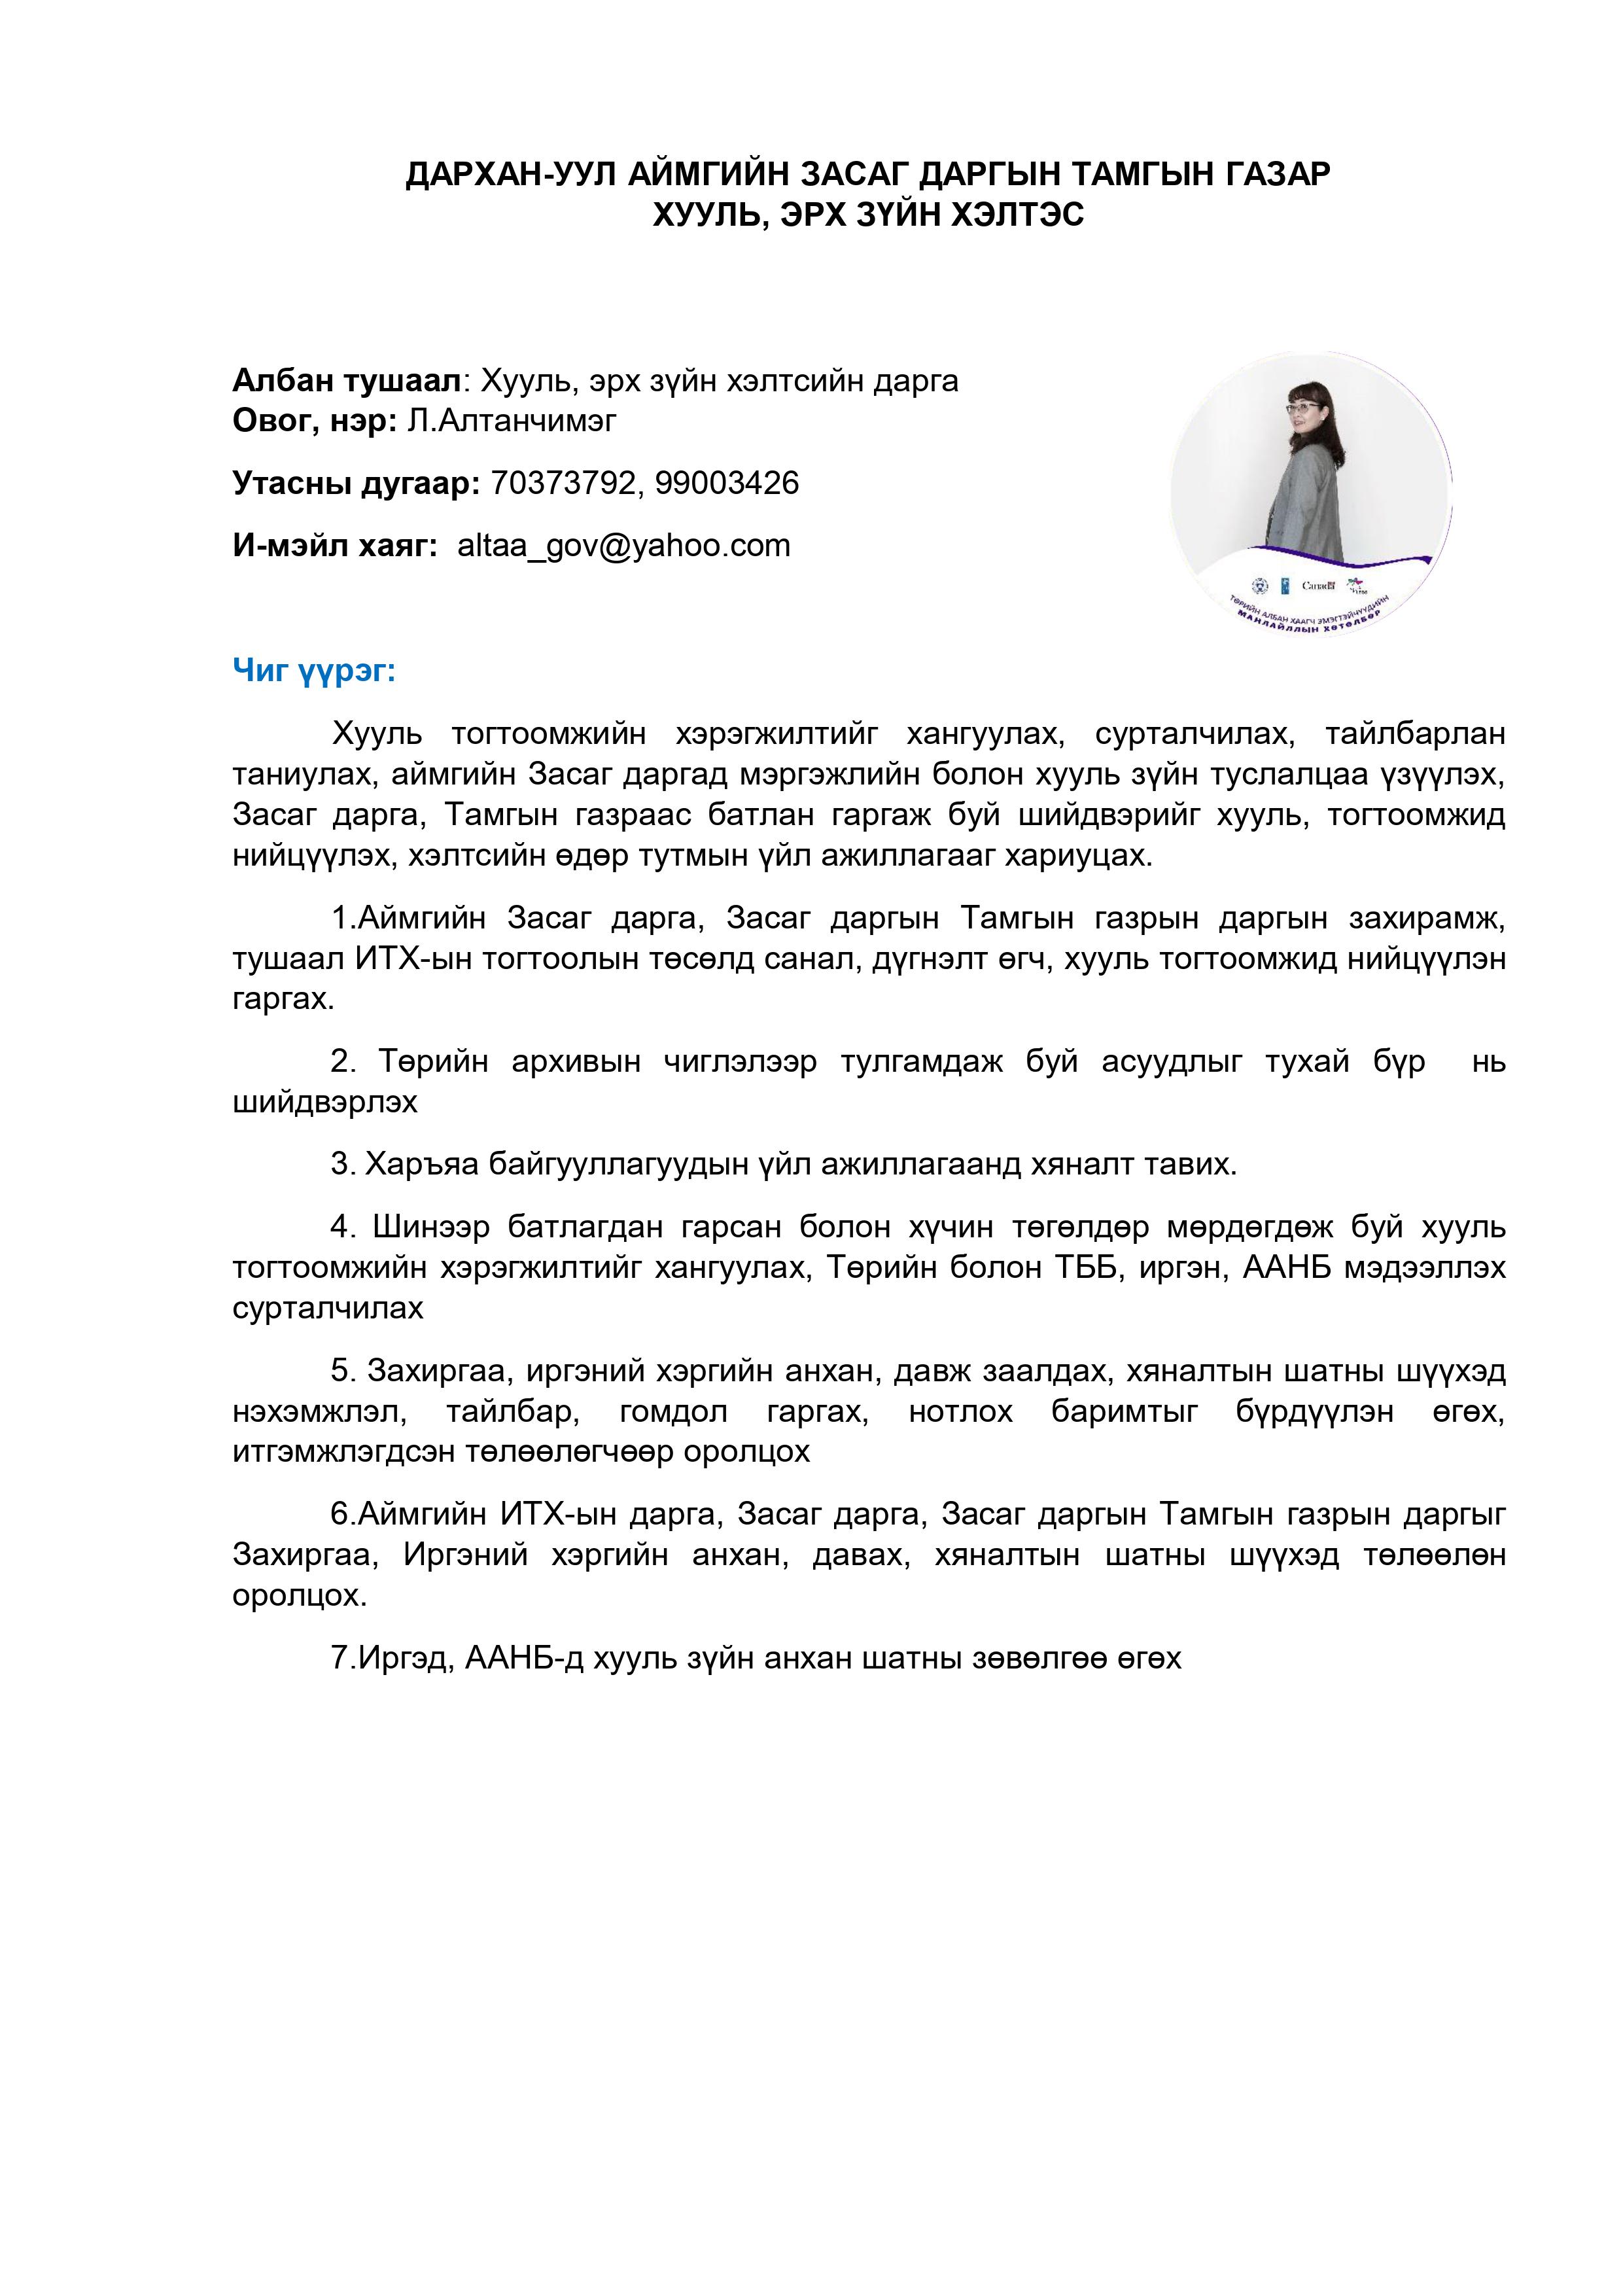 ДАРХАН-УУЛ АЙМГИЙН ЗАСАГ ДАРГЫН ТАМГЫН ГАЗАР
ХУУЛЬ, ЭРХ ЗҮЙН ХЭЛТЭС
Албан тушаал: Хууль, эрх зүйн хэлтсийн дарга
Овог, нэр: Л.Алтанчимэг
Утасны дугаар: 70373792, 99003426
И-мэйл хаяг: altaa_gov@yahoo.com
Canada
ТӨРИЙН АЛБАН ХААГЧ ЭМЭГТЭЙЧҮҮДИЙН
МАНЛАЙЛЛЫН ХӨТӨЛБӨР
Чиг үүрэг:
Хууль тогтоомжийн хэрэгжилтийг хангуулах, сурталчилах, тайлбарлан
таниулах, аймгийн Засаг даргад мэргэжлийн болон хууль зүйн туслалцаа үзүүлэх,
Засаг дарга, Тамгын газраас батлан гаргаж буй шийдвэрийг хууль, тогтоомжид
нийцүүлэх, хэлтсийн өдөр тутмын үйл ажиллагааг хариуцах.
1.Аймгийн Засаг дарга, Засаг даргын Тамгын газрын даргын захирамж,
тушаал ИТХ-ын тогтоолын төсөлд санал, дүгнэлт өгч, хууль тогтоомжид нийцүүлэн
гаргах.
2. Төрийн архивын чиглэлээр тулгамдаж буй асуудлыг тухай бүр нь
шийдвэрлэх
3. Харъяа байгууллагуудын үйл ажиллагаанд хяналт тавих.
4. Шинээр батлагдан гарсан болон хүчин төгөлдөр мөрдөгдөж буй хууль
тогтоомжийн хэрэгжилтийг хангуулах, Төрийн болон ТББ, иргэн, ААНБ мэдээллэх
сурталчилах
5. Захиргаа, иргэний хэргийн анхан, давж заалдах, хяналтын шатны шүүхэд
нэхэмжлэл, тайлбар, гомдол гаргах, нотлох баримтыг бүрдүүлэн өгөх,
итгэмжлэгдсэн төлөөлөгчөөр оролцох
6.Аймгийн ИТХ-ын дарга, Засаг дарга, Засаг даргын Тамгын газрын даргыг
Захиргаа, Иргэний хэргийн анхан, давах, хяналтын шатны шүүхэд төлөөлөн
оролцох.
7.Иргэд, ААНБ-д хууль зүйн анхан шатны зөвөлгөө өгөх